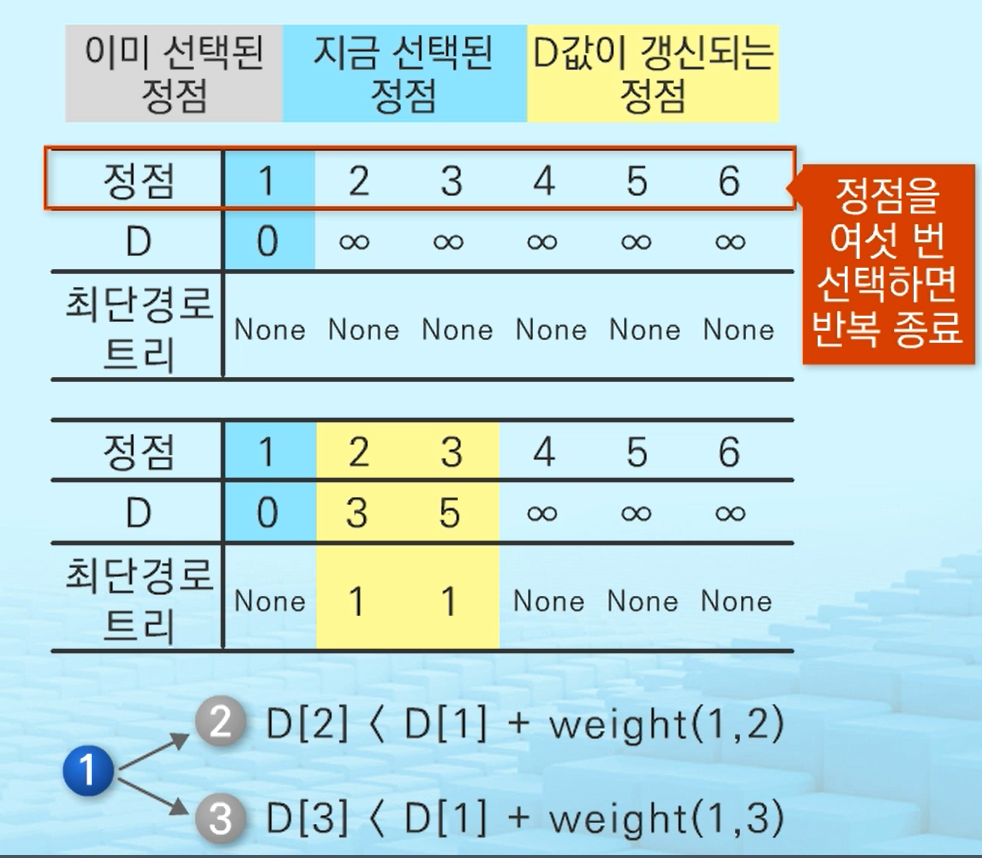 이미 선택된
정점
지금 선택된
정점
D값이 갱신되는
정점
정점 1 2 3 4 5 6
D 0 ∞ ∞ ∞ ∞ ∞
최단경로
트리
None None None None None None
정점을
여섯 번
선택하면
반복 종료
정점 1 2 3 4 5 6
D 0 3 5 ∞ ∞ ∞
최단경로
트리
None 1 1 None None None
2 D[2] < D[1] + weight(1,2)
1
3 D[3] < D[1] + weight(1,3)